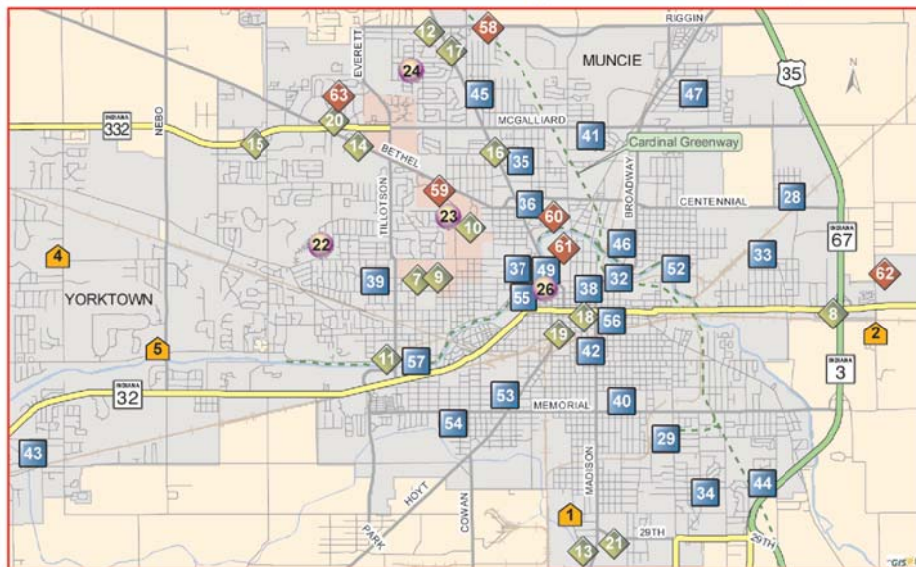 RIGGIN
58
12
EVERETT
17
MUNCIE
24
35
N
63
45
47
NEBO
20
INDIANA
332
MCGALLIARD
41
15
14
16
35
Cardinal Greenway
BETHEL
BROADWAY
59
28
36
CENTENNIAL
60
23
10
TILLOTSON
22
46
61
INDIANA
67
4
33
37
49
52
62
39
7
9
32
38
26
YORKTOWN
55
18
56
8
2
19
5
42
11
57
INDIANA
3
INDIANA
32
53
40
MEMORIAL
54
29
43
MADISON
44
34
HOYT
COWAN
1
PARK
29TH
21
13
29TH
GIS